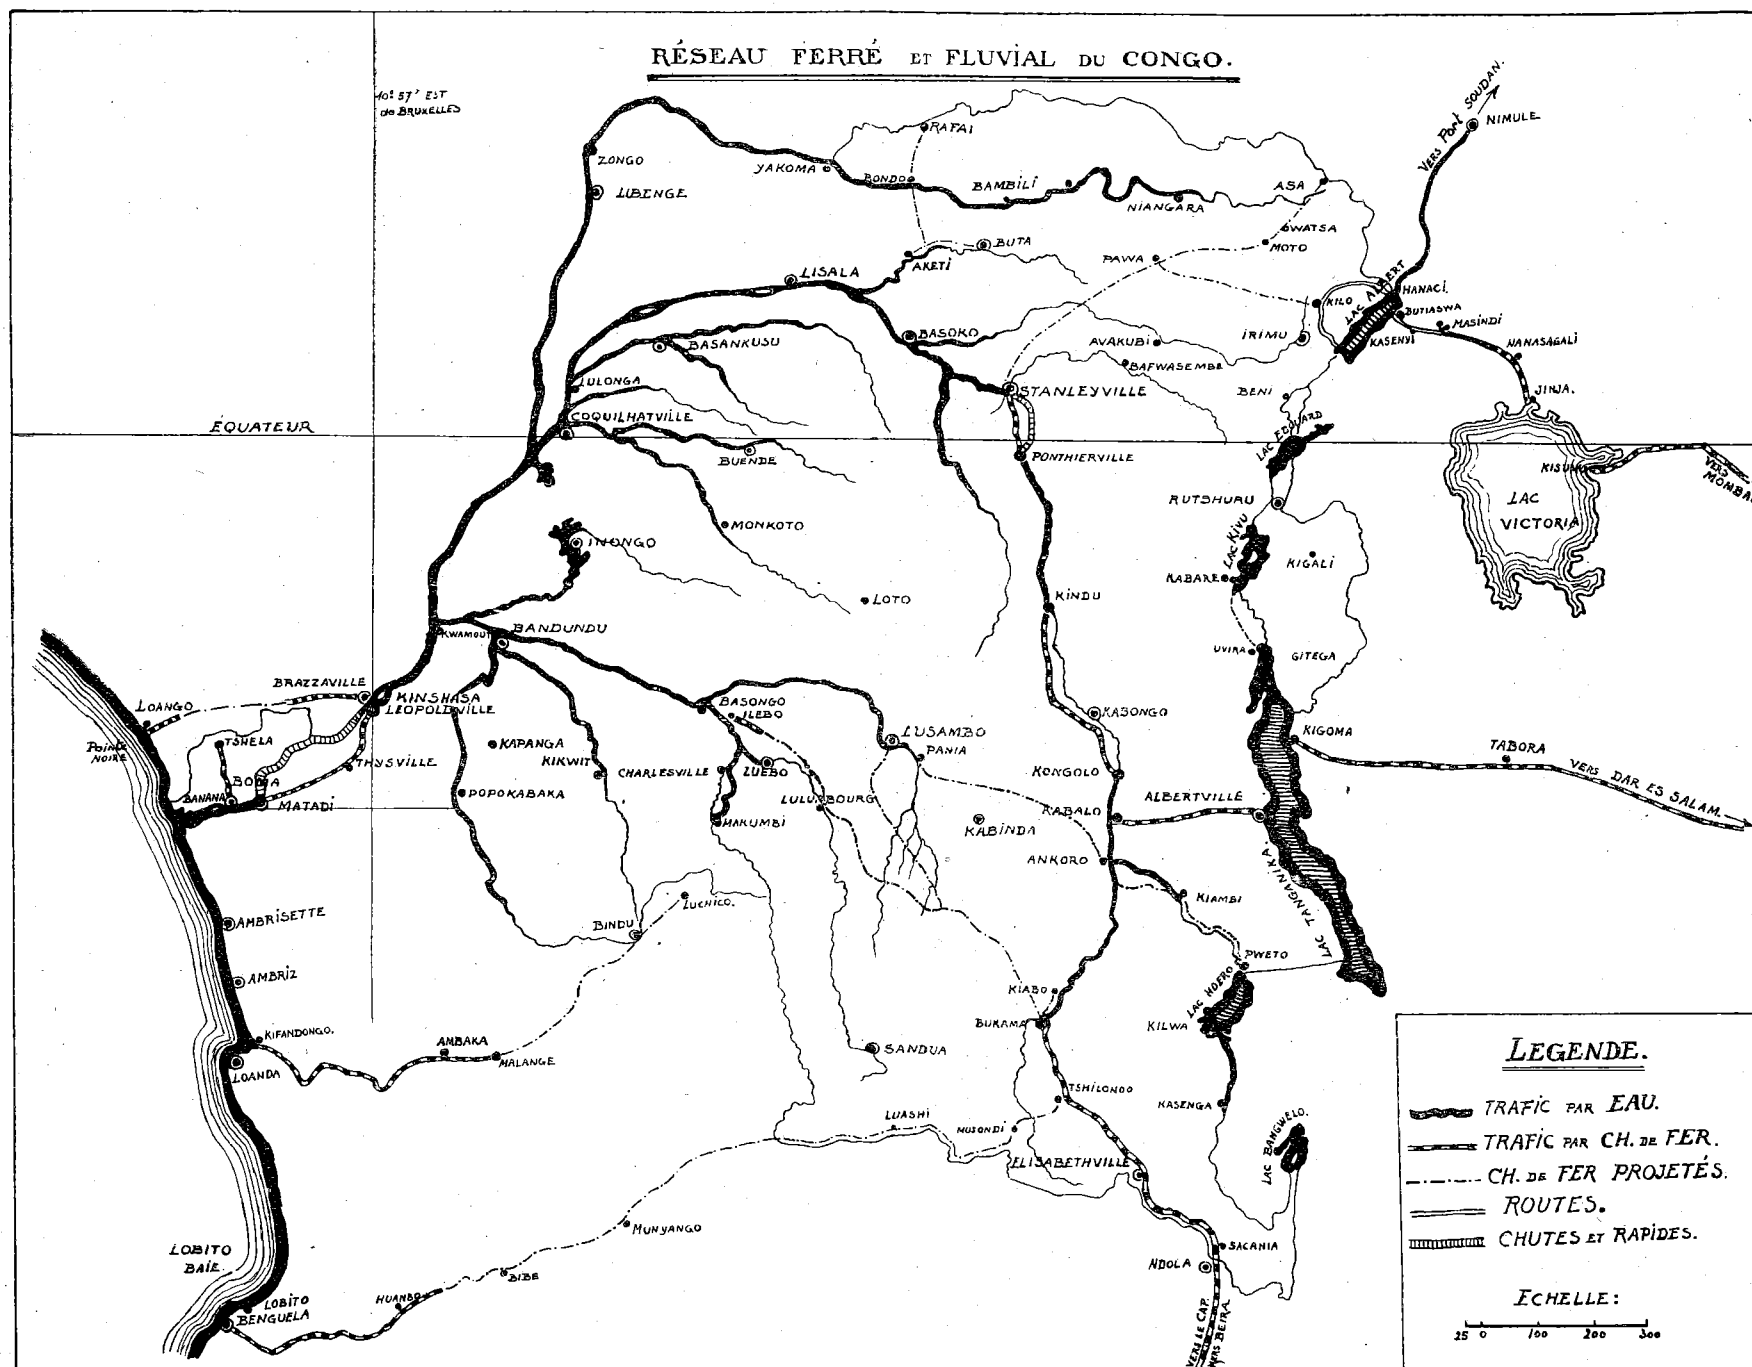 RÉSEAU FERRÉ ET FLUVIAL DU CONGO.
10° 57' EST
de BRUXELLES
VERS PORT SOUDAN.
NIMULE
RAFAI
ZONGO
YAKOMA
BONDO
BAMBILI
ASA
LIBENGE
NIANGARA
GWATSA
MOTO
BUTA
AKETI
PAWA
LISALA
LAC ALBERT
KILO
BUTIASWA
MASINDI
BASOKO
AVAKUBI
IRIMU
KASENYI
NANASAGALI
BASANKUSU
BAFWASEMBE
LULONGA
STANLEYVILLE
BENI
JINJA.
COQUILHATVILLE
ÉQUATEUR
LAC EDOUARD
BUENDE
PONTHIERVILLE
KISUMU
VERS
LAC
VICTORIA
RUTSHURU
MONKOTO
INONGO
LAC KIVU
KIGALI
KABARE
LOTO
KINDU
KWAMOUTH
BANDUNDU
UVIRA
GITEGA
BRAZZAVILLE
KINSHASA
LEOPOLDVILLE
LOANGO
BASONGO
ILEBO
KASONGO
POINTE
NOIRE
TSHELA
KAPANGA
LUSAMBO
PANIA
KIGOMA
TABORA
THYSVILLE
KIKWIT
CHARLESVILLE
LUEBO
KONGOLO
VERS DAR ES SALAM.
BOMA
BANANA
MATADI
POPOKABAKA
LULUABOURG
MAKUMBI
KABINDA
KABALO
ALBERTVILLE
ANKORO
LUCHICO.
KIAMBI
AMBRISETTE
BINDU
LAC TANGANIKA.
PWETO
AMBRIZ
KIABO
LAC MOERO
KIFANDONGO.
BUKAMA
KILWA
AMBAKA
MALANGE
LOANDA
SANDUA
TSHILONGO
KASENGA
LUASHI
MUSONDI
LAC BANGWELO.
ELISABETHVILLE
MUNYANGO
LOBITO
BAIE
SACANIA
NDOLA
BIBE
HUANBO
LOBITO
BENGUELA
VERS LE CAP.
VERS BEIRA.
LEGENDE.
TRAFIC PAR EAU.
TRAFIC PAR CH. DE FER.
CH. DE FER PROJETÉS.
ROUTES.
CHUTES ET RAPIDES.
ECHELLE:
25 0 100 200 300